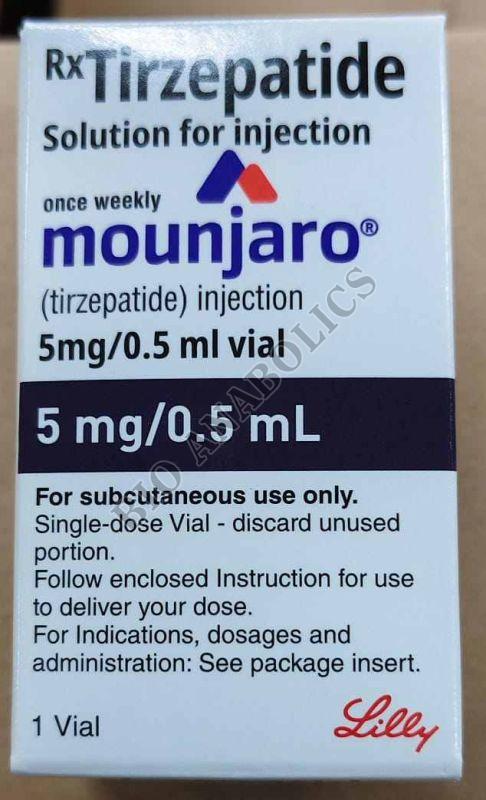 Rx Tirzepatide
Solution for injection
once weekly
mounjaro®
(tirzepatide) injection
5mg/0.5 ml vial
5 mg/0.5 mL
For subcutaneous use only.
Single-dose Vial - discard unused
portion.
Follow enclosed Instruction for use
to deliver your dose.
For Indications, dosages and
administration: See package insert.
1 Vial
Lilly
BIO ANABOLICS